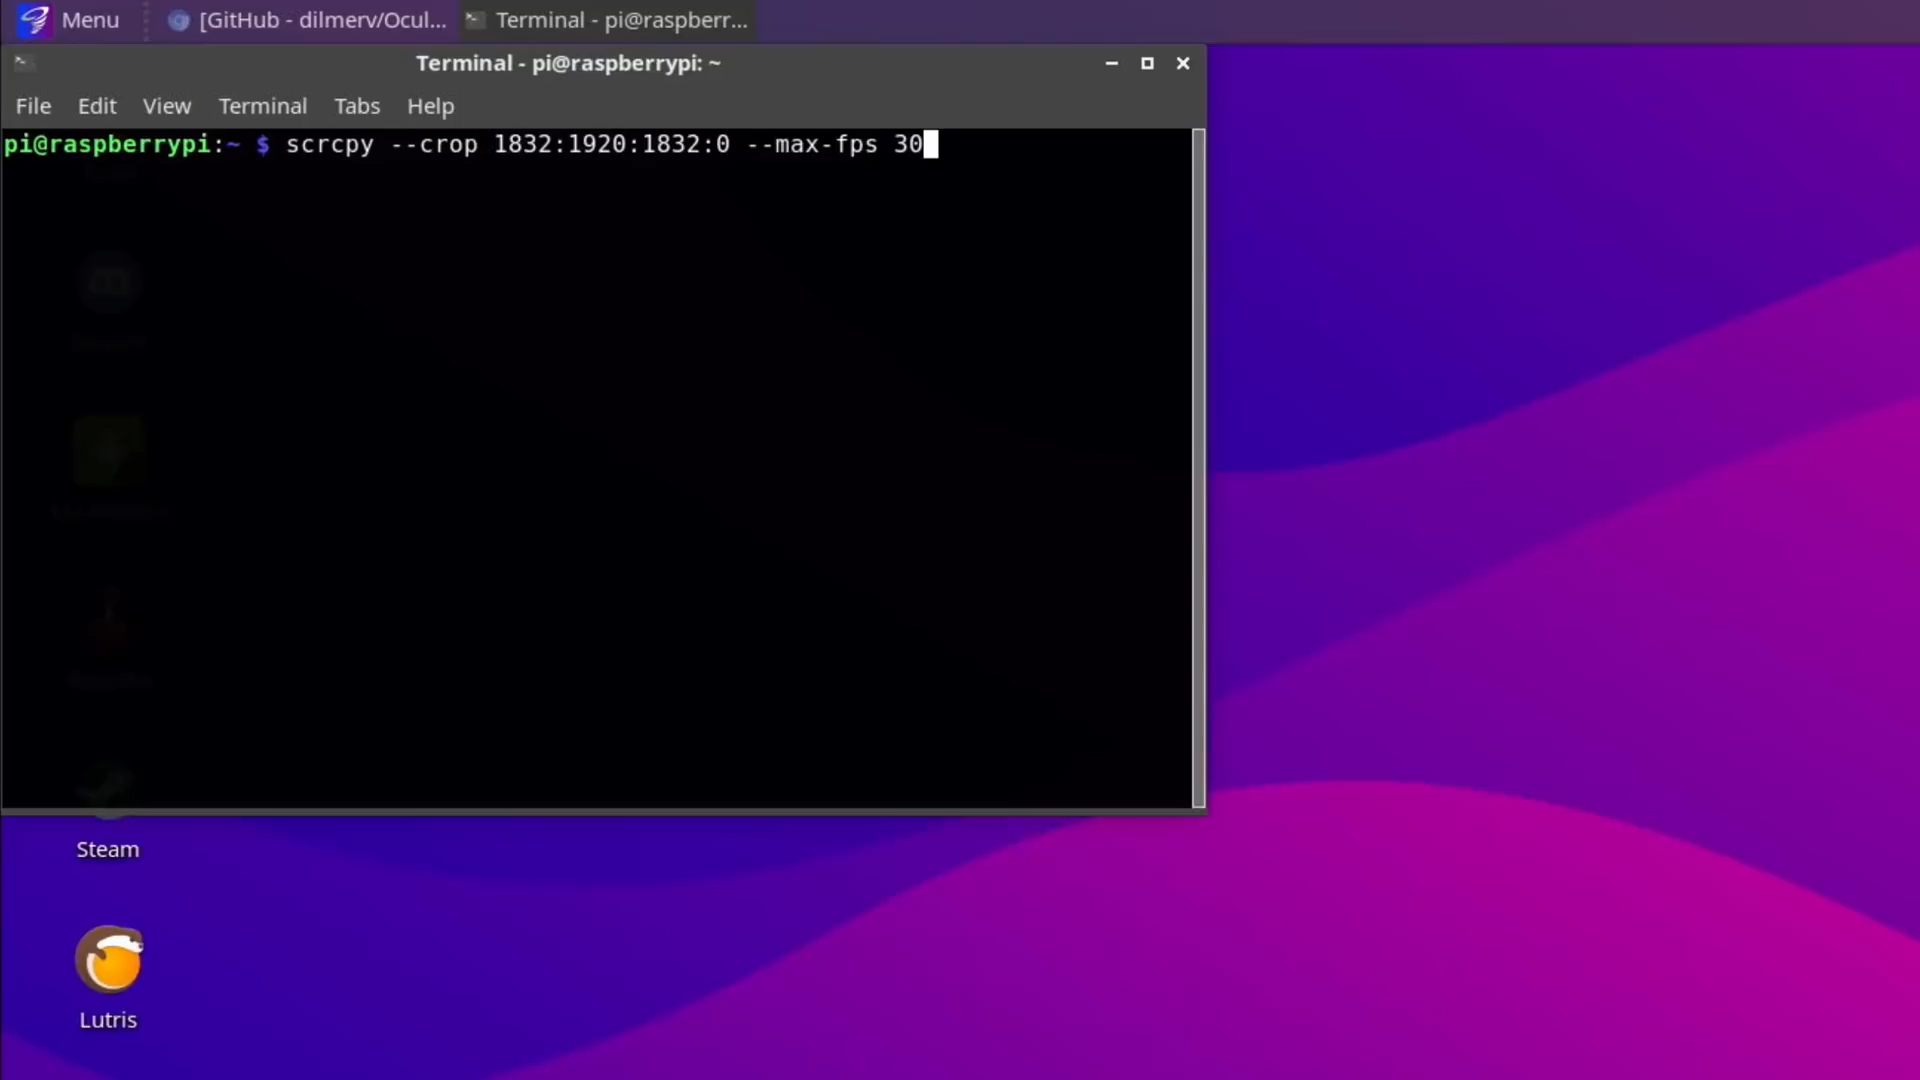 Menu
[GitHub - dilmerv/Ocul...
Terminal - pi@raspberr...
Terminal - pi@raspberrypi: ~
File Edit View Terminal Tabs Help
pi@raspberrypi:~ $ scrcpy --crop 1832:1920:1832:0 --max-fps 30
Steam
Lutris